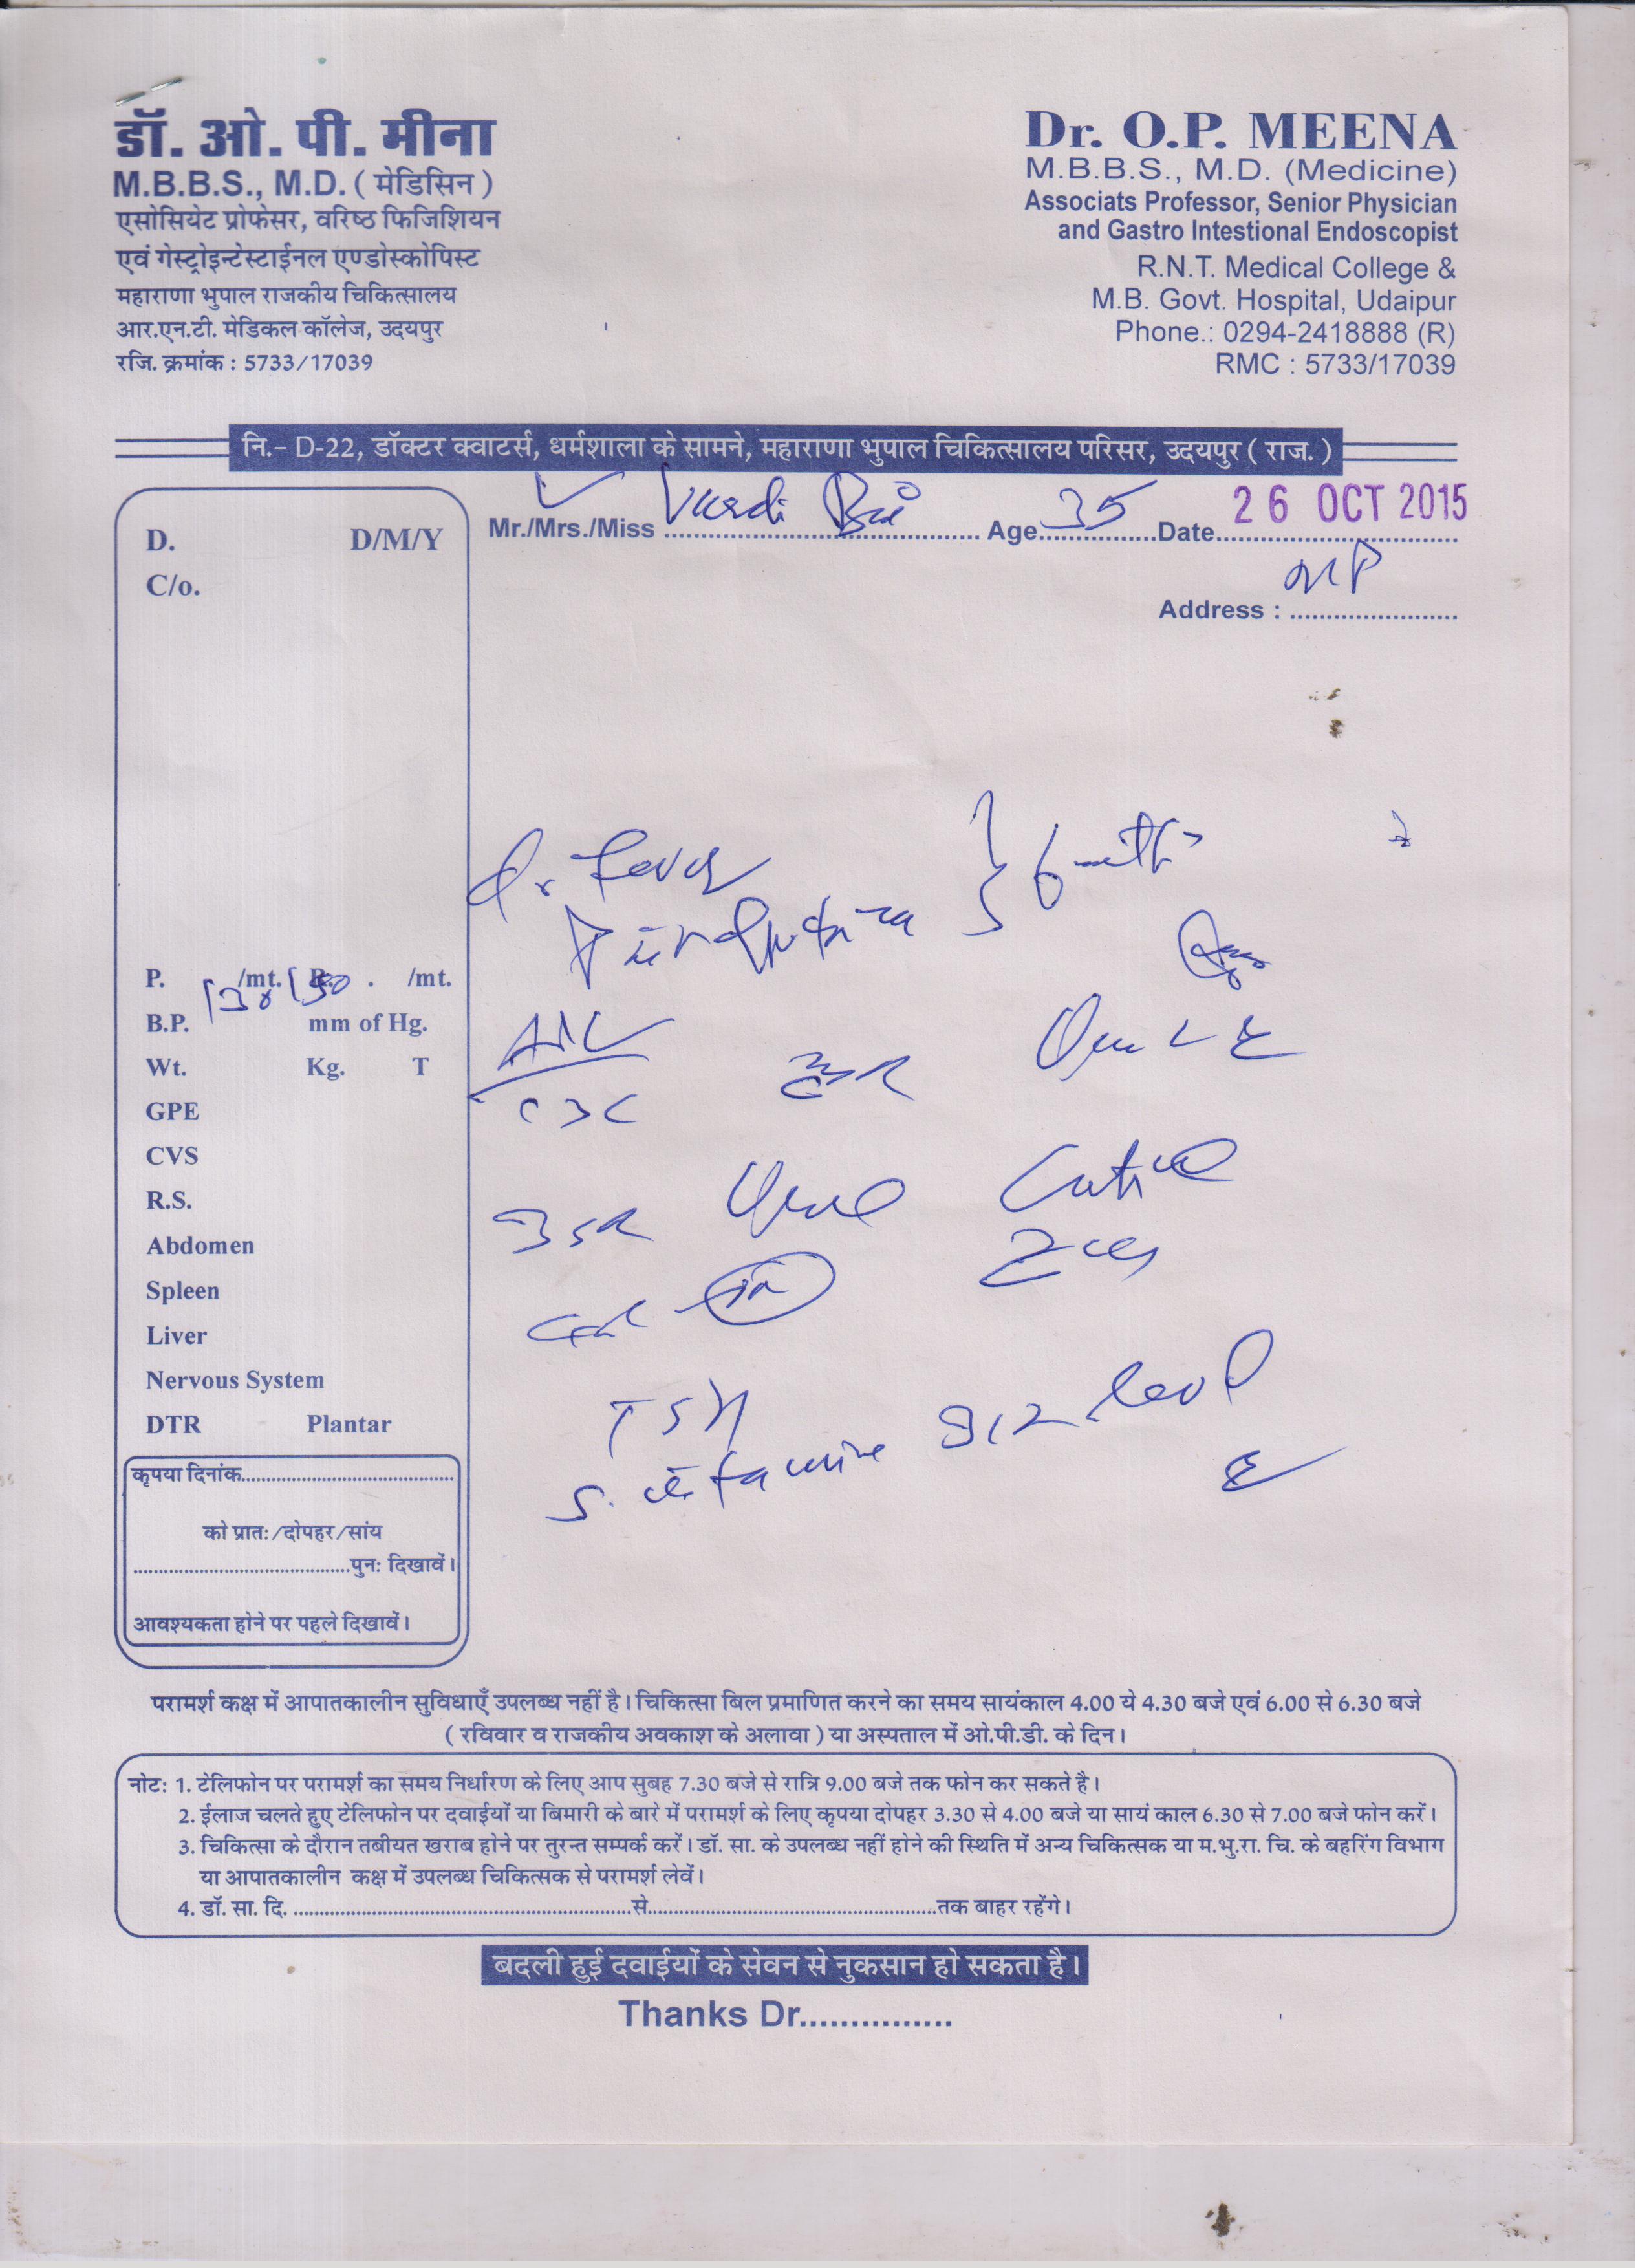 डॉ. ओ. पी. मीना
M.B.B.S., M.D. ( मेडिसिन )
एसोसियेट प्रोफेसर, वरिष्ठ फिजिशियन
एवं गेस्ट्रोइन्टेस्टाईनल एण्डोस्कोपिस्ट
महाराणा भुपाल राजकीय चिकित्सालय
आर.एन.टी. मेडिकल कॉलेज, उदयपुर
रजि. क्रमांक : 5733/17039
Dr. O.P. MEENA
M.B.B.S., M.D. (Medicine)
Associats Professor, Senior Physician
and Gastro Intestional Endoscopist
R.N.T. Medical College &
M.B. Govt. Hospital, Udaipur
Phone.: 0294-2418888 (R)
RMC : 5733/17039
नि.- D-22, डॉक्टर क्वाटर्स, धर्मशाला के सामने, महाराणा भुपाल चिकित्सालय परिसर, उदयपुर ( राज. )
Mr./Mrs./Miss Vardi Bai Age 35 Date 26 OCT 2015
Address :
D. D/M/Y
C/o.
P. /mt. R. /mt.
B.P. mm of Hg.
Wt. Kg. T
GPE
CVS
R.S.
Abdomen
Spleen
Liver
Nervous System
DTR Plantar
Fever
TSH
S. B12 level
कृपया दिनांक
को प्रातः/दोपहर/सांय
पुनः दिखावें।
आवश्यकता होने पर पहले दिखावें।
परामर्श कक्ष में आपातकालीन सुविधाएँ उपलब्ध नहीं है। चिकित्सा बिल प्रमाणित करने का समय सायंकाल 4.00 ये 4.30 बजे एवं 6.00 से 6.30 बजे
( रविवार व राजकीय अवकाश के अलावा ) या अस्पताल में ओ.पी.डी. के दिन।
नोटः 1. टेलिफोन पर परामर्श का समय निर्धारण के लिए आप सुबह 7.30 बजे से रात्रि 9.00 बजे तक फोन कर सकते है।
2. ईलाज चलते हुए टेलिफोन पर दवाईयों या बिमारी के बारे में परामर्श के लिए कृपया दोपहर 3.30 से 4.00 बजे या सायं काल 6.30 से 7.00 बजे फोन करें।
3. चिकित्सा के दौरान तबीयत खराब होने पर तुरन्त सम्पर्क करें। डॉ. सा. के उपलब्ध नहीं होने की स्थिति में अन्य चिकित्सक या म.भु.रा. चि. के बहरिंग विभाग
या आपातकालीन कक्ष में उपलब्ध चिकित्सक से परामर्श लेवें।
4. डॉ. सा. दि. से तक बाहर रहेंगे।
बदली हुई दवाईयों के सेवन से नुकसान हो सकता है।
Thanks Dr...............